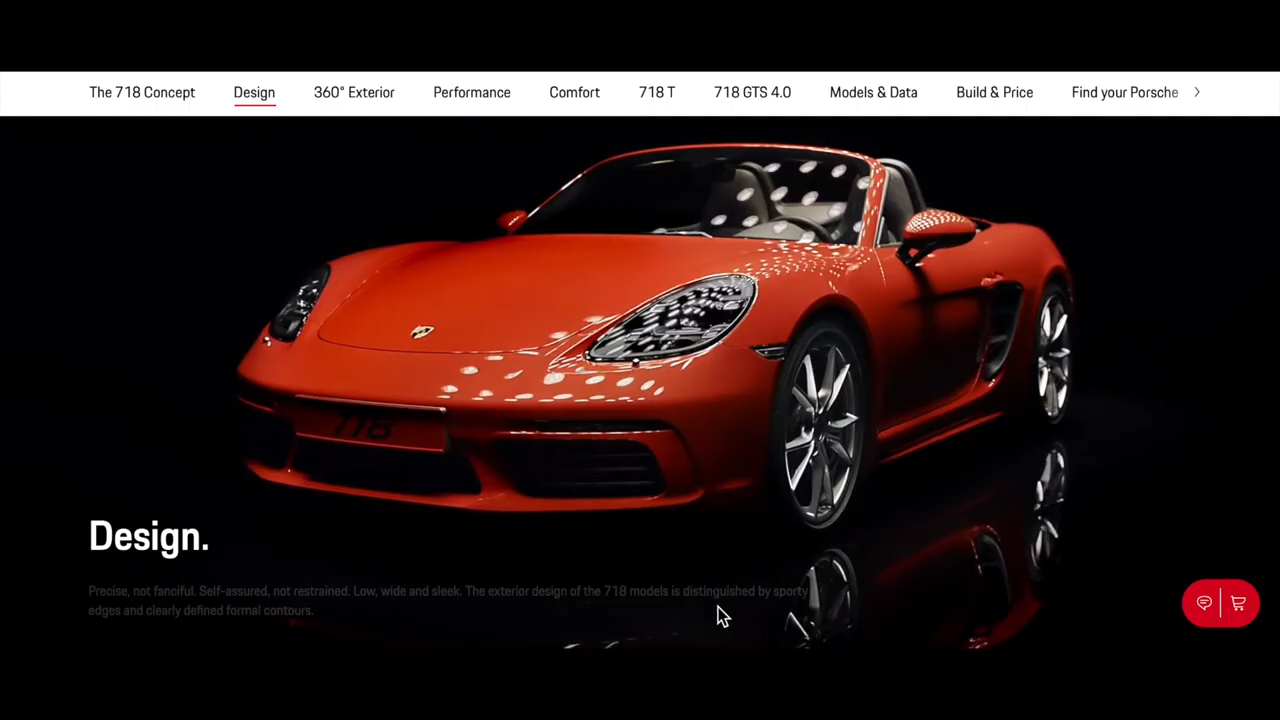 The 718 Concept
Design
360° Exterior
Performance
Comfort
718 T
718 GTS 4.0
Models & Data
Build & Price
Find your Porsche
718
Design.
Precise, not fanciful. Self-assured, not restrained. Low, wide and sleek. The exterior design of the 718 models is distinguished by sporty
edges and clearly defined formal contours.